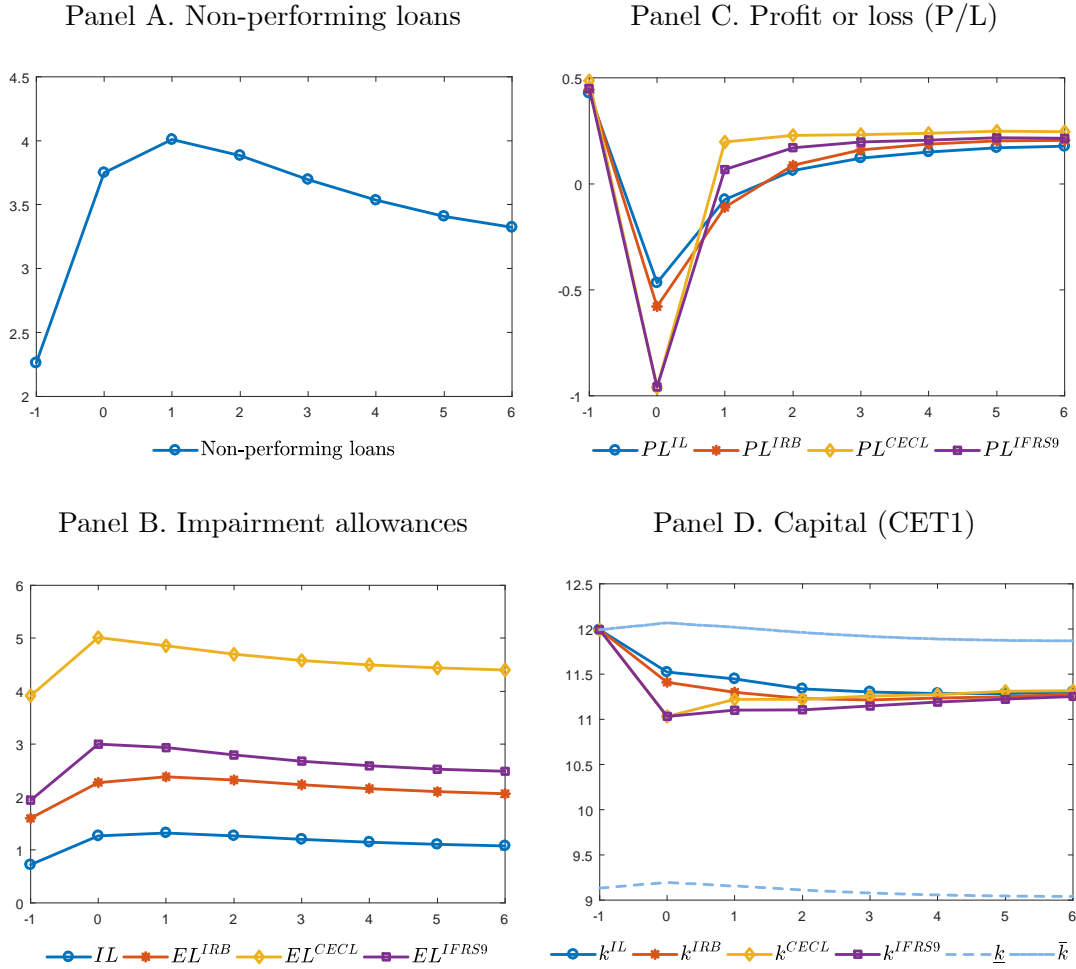 Panel A. Non-performing loans
4.5
4
3.5
3
2.5
2
-1 0 1 2 3 4 5 6
Non-performing loans
Panel C. Profit or loss (P/L)
0.5
0
-0.5
-1
-1 0 1 2 3 4 5 6
PL^{IL} PL^{IRB} PL^{CECL} PL^{IFRS9}
Panel B. Impairment allowances
6
5
4
3
2
1
0
-1 0 1 2 3 4 5 6
IL EL^{IRB} EL^{CECL} EL^{IFRS9}
Panel D. Capital (CET1)
12.5
12
11.5
11
10.5
10
9.5
9
-1 0 1 2 3 4 5 6
k^{IL} k^{IRB} k^{CECL} k^{IFRS9} k̲ k̄